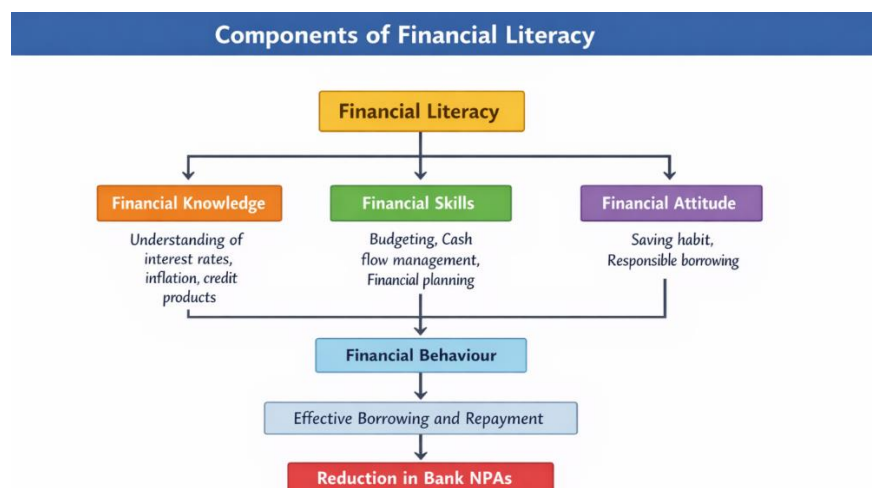 Components of Financial Literacy
Financial Literacy
Financial Knowledge
Understanding of
interest rates,
inflation, credit
products
Financial Skills
Budgeting, Cash
flow management,
Financial planning
Financial Attitude
Saving habit,
Responsible borrowing
Financial Behaviour
Effective Borrowing and Repayment
Reduction in Bank NPAs